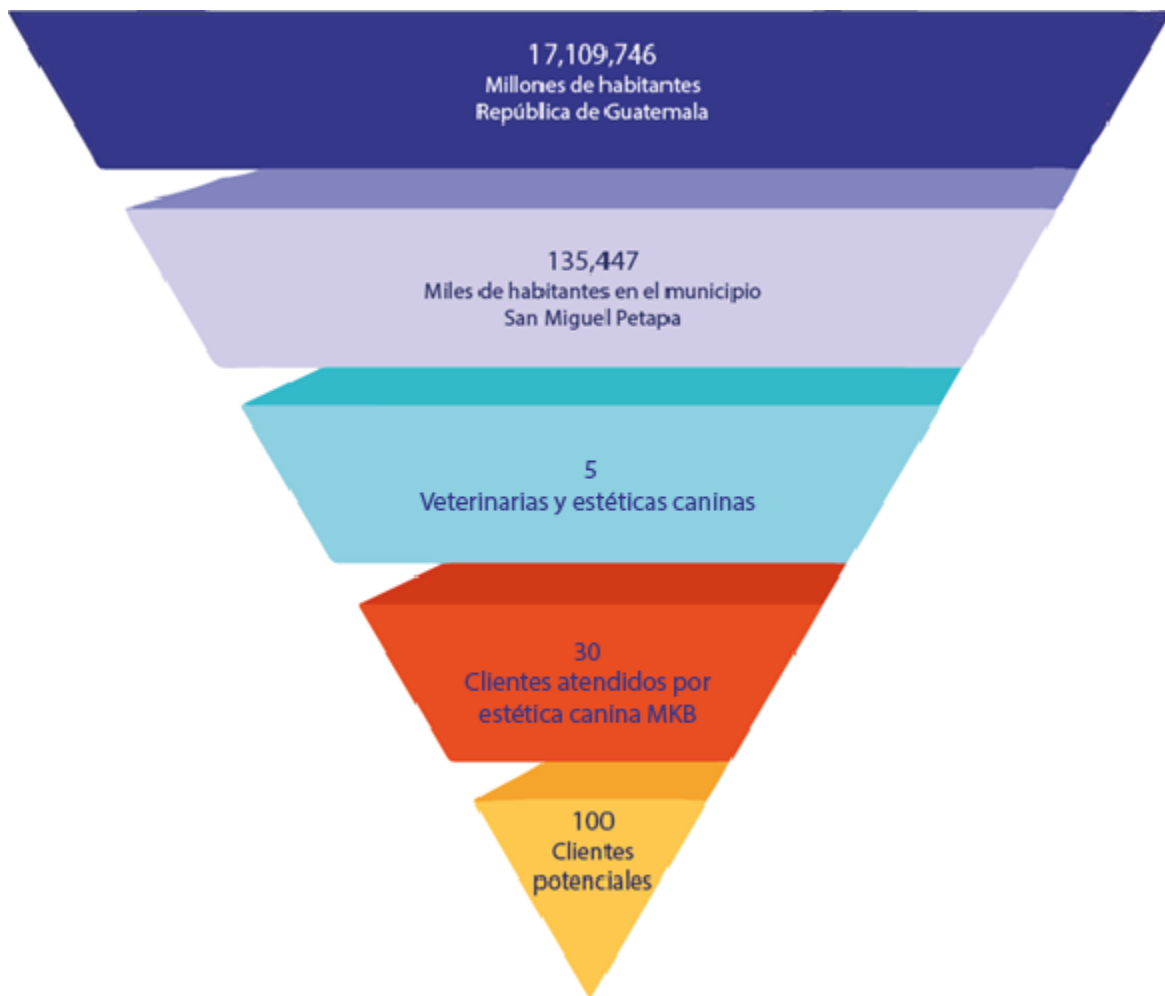 17,109,746
Millones de habitantes
República de Guatemala
135,447
Miles de habitantes en el municipio
San Miguel Petapa
5
Veterinarias y estéticas caninas
30
Clientes atendidos por
estética canina MKB
100
Clientes
potenciales